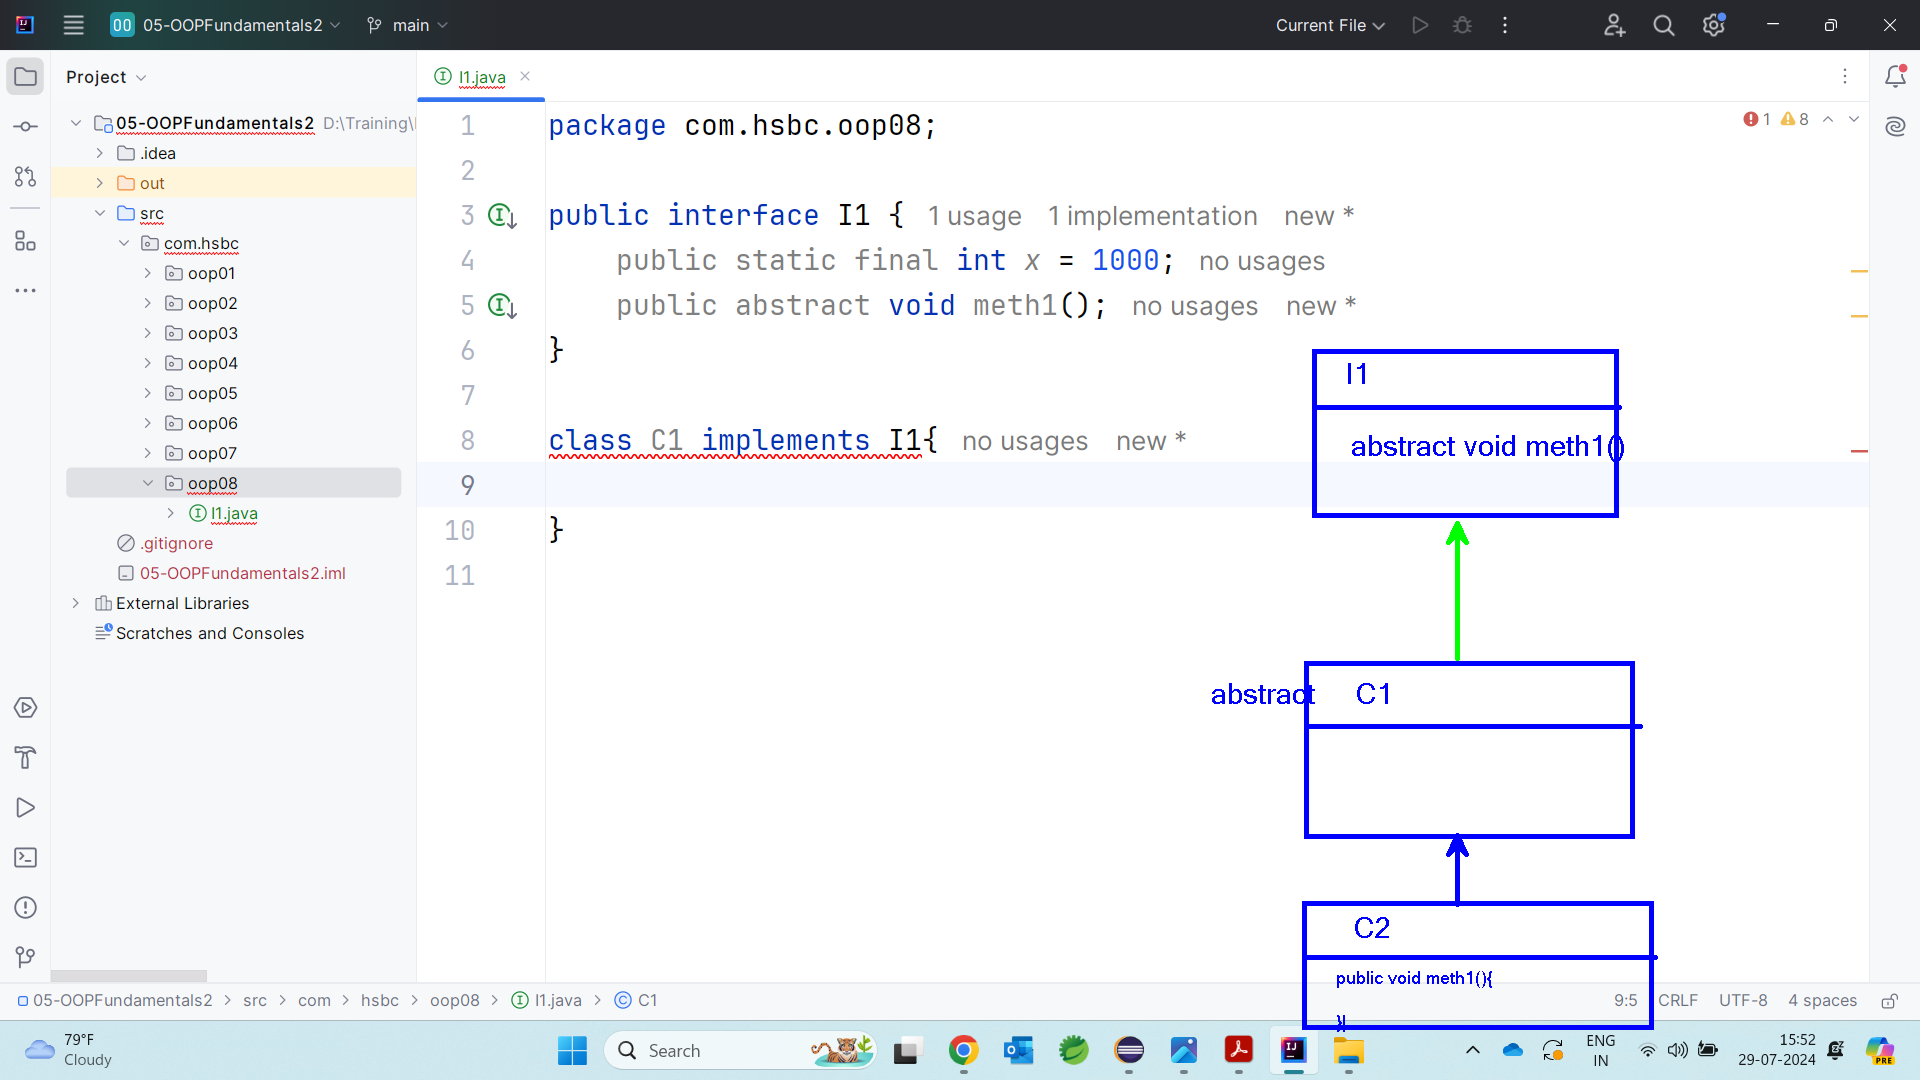 05-OOPFundamentals2
main
Current File
Project
05-OOPFundamentals2 D:\Training\
.idea
out
src
com.hsbc
oop01
oop02
oop03
oop04
oop05
oop06
oop07
oop08
I1.java
.gitignore
05-OOPFundamentals2.iml
External Libraries
Scratches and Consoles
I1.java
1 8
1 package com.hsbc.oop08;
2
3 public interface I1 { 1 usage 1 implementation new *
4 public static final int x = 1000; no usages
5 public abstract void meth1(); no usages new *
6 }
7
8 class C1 implements I1{ no usages new *
9
10 }
11
I1
abstract void meth1()
abstract C1
C2
public void meth1(){
}
05-OOPFundamentals2 > src > com > hsbc > oop08 > I1.java > C1
9:5 CRLF UTF-8 4 spaces
79°F
Cloudy
Search
ENG
IN
15:52
29-07-2024